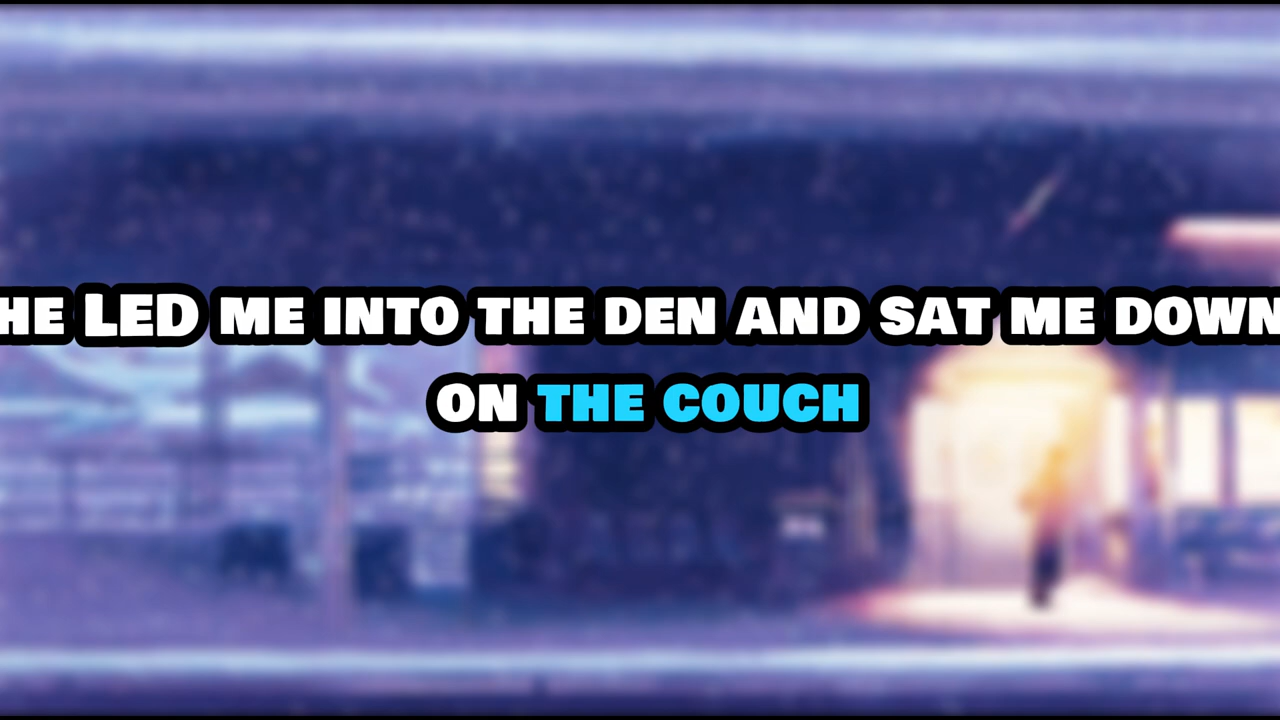 HE LED ME INTO THE DEN AND SAT ME DOWN
ON THE COUCH